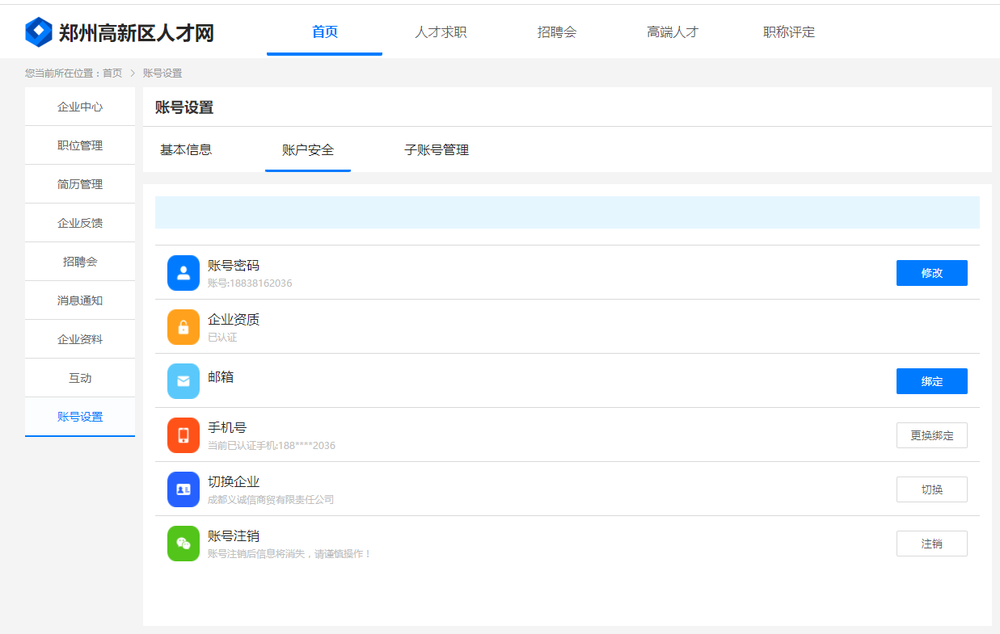 郑州高新区人才网
首页 人才求职 招聘会 高端人才 职称评定
您当前所在位置：首页 > 账号设置
企业中心
职位管理
简历管理
企业反馈
招聘会
消息通知
企业资料
互动
账号设置
账号设置
基本信息 账户安全 子账号管理
账号密码
账号:18838162036
修改
企业资质
已认证
邮箱
绑定
手机号
当前已认证手机:188****2036
更换绑定
切换企业
成都义诚信商贸有限责任公司
切换
账号注销
账号注销后信息将消失，请谨慎操作！
注销